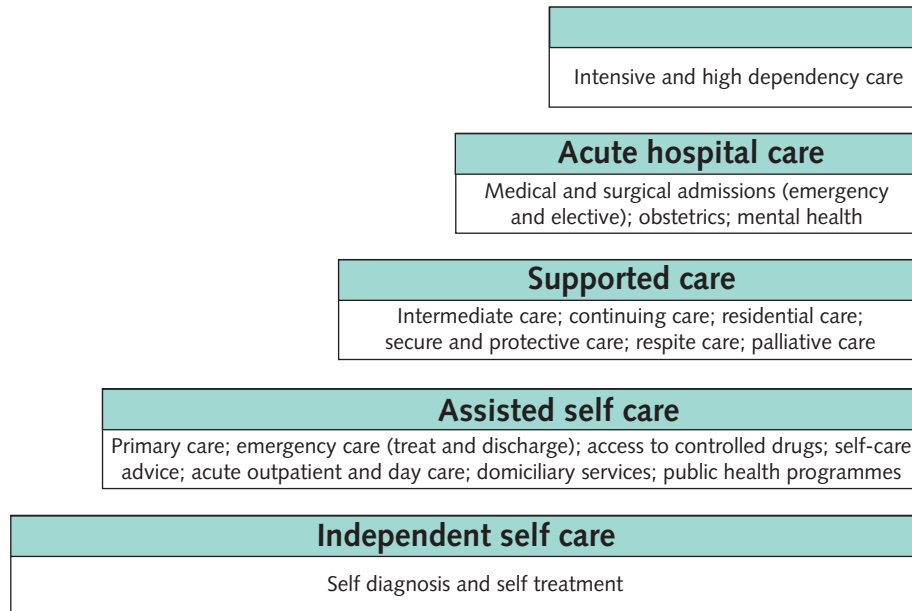 Intensive and high dependency care
Acute hospital care
Medical and surgical admissions (emergency
and elective); obstetrics; mental health
Supported care
Intermediate care; continuing care; residential care;
secure and protective care; respite care; palliative care
Assisted self care
Primary care; emergency care (treat and discharge); access to controlled drugs; self-care
advice; acute outpatient and day care; domiciliary services; public health programmes
Independent self care
Self diagnosis and self treatment